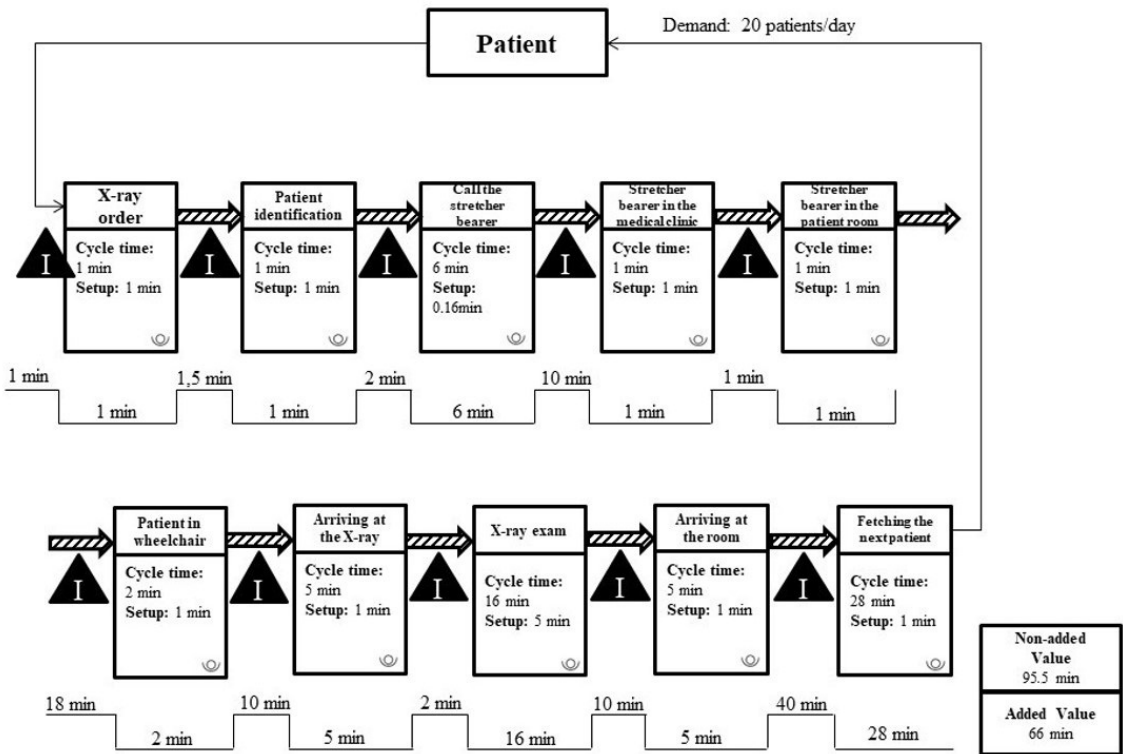 Demand: 20 patients/day
Patient
X-ray
order
Cycle time:
1 min
Setup: 1 min
Patient
identification
Cycle time:
1 min
Setup: 1 min
Call the
stretcher
bearer
Cycle time:
6 min
Setup:
0.16min
Stretcher
bearer in the
medical clinic
Cycle time:
1 min
Setup: 1 min
Stretcher
bearer in the
patient room
Cycle time:
1 min
Setup: 1 min
I
I
I
I
I
1 min
1,5 min
2 min
10 min
1 min
1 min
1 min
6 min
1 min
1 min
Patient in
wheelchair
Cycle time:
2 min
Setup: 1 min
Arriving at
the X-ray
Cycle time:
5 min
Setup: 1 min
X-ray exam
Cycle time:
16 min
Setup: 5 min
Arriving at
the room
Cycle time:
5 min
Setup: 1 min
Fetching the
next patient
Cycle time:
28 min
Setup: 1 min
I
I
I
I
I
18 min
10 min
2 min
10 min
40 min
2 min
5 min
16 min
5 min
28 min
Non-added
Value
95.5 min
Added Value
66 min